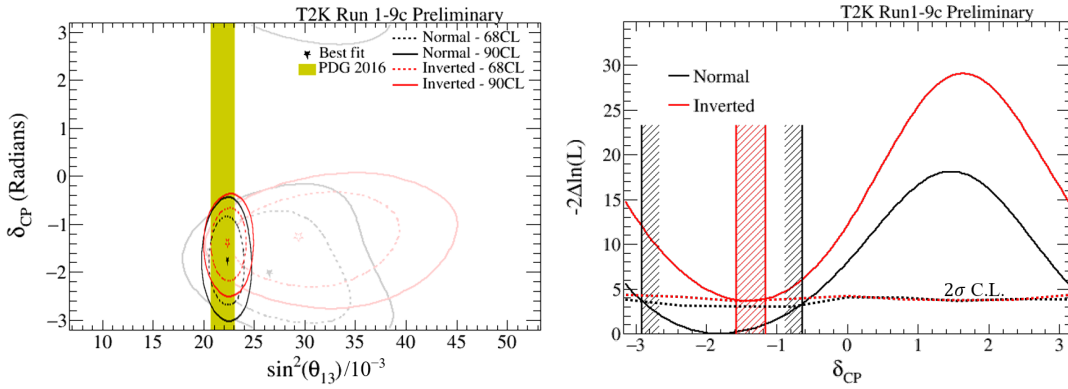 T2K Run 1-9c Preliminary
Normal - 68CL
Best fit Normal - 90CL
PDG 2016 Inverted - 68CL
Inverted - 90CL
δCP (Radians)
3
2
1
0
−1
−2
−3
10 15 20 25 30 35 40 45 50
sin²(θ₁₃)/10⁻³
T2K Run1-9c Preliminary
Normal
Inverted
-2Δln(L)
30
25
20
15
10
5
0
2σ C.L.
−3 −2 −1 0 1 2 3
δCP